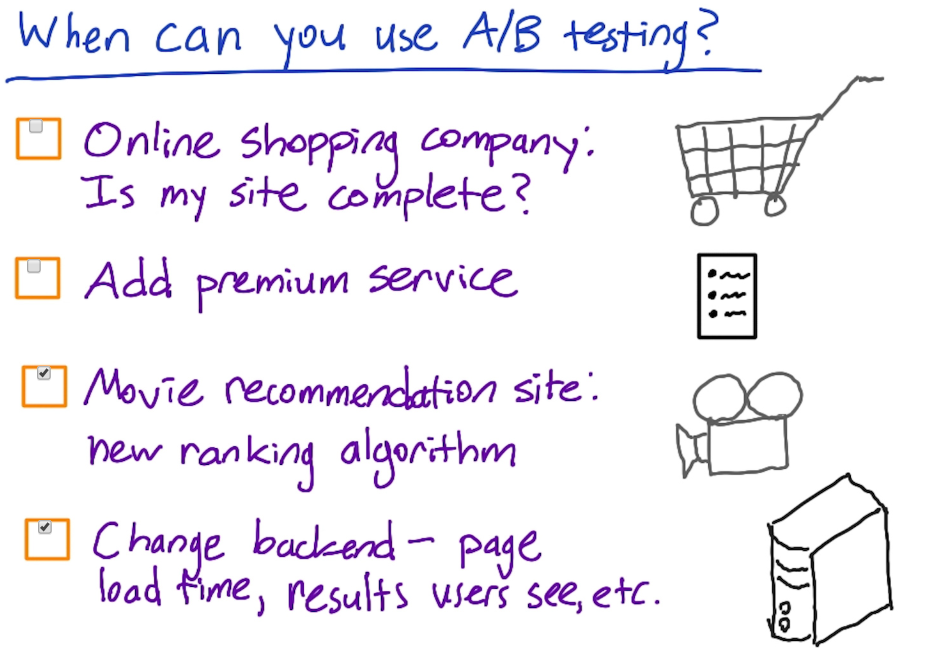 When can you use A/B testing?
Online shopping company:
Is my site complete?
Add premium service
Movie recommendation site:
new ranking algorithm
Change backend – page
load time, results users see, etc.